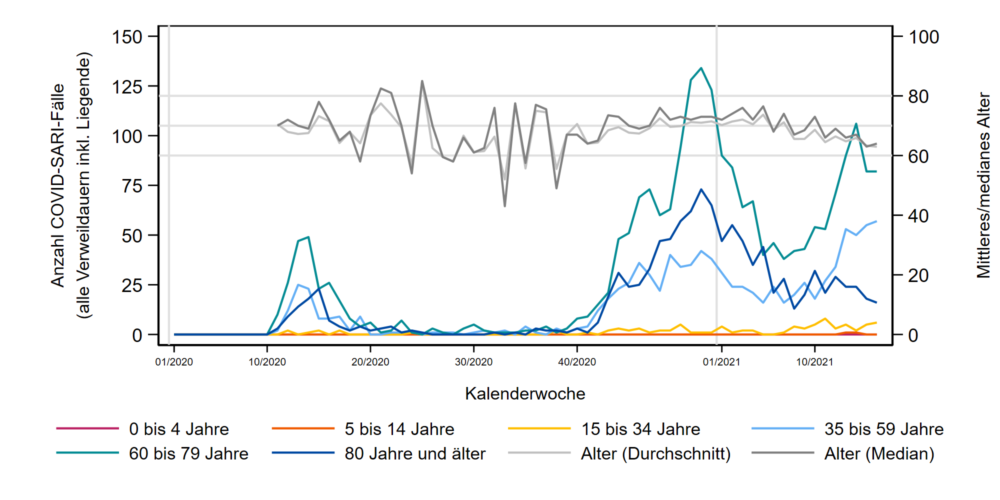 150
125
100
75
50
25
0
Anzahl COVID-SARI-Fälle
(alle Verweildauern inkl. Liegende)
100
80
60
40
20
0
Mittleres/medianes Alter
01/2020
10/2020
20/2020
30/2020
40/2020
01/2021
10/2021
Kalenderwoche
0 bis 4 Jahre
5 bis 14 Jahre
15 bis 34 Jahre
35 bis 59 Jahre
60 bis 79 Jahre
80 Jahre und älter
Alter (Durchschnitt)
Alter (Median)